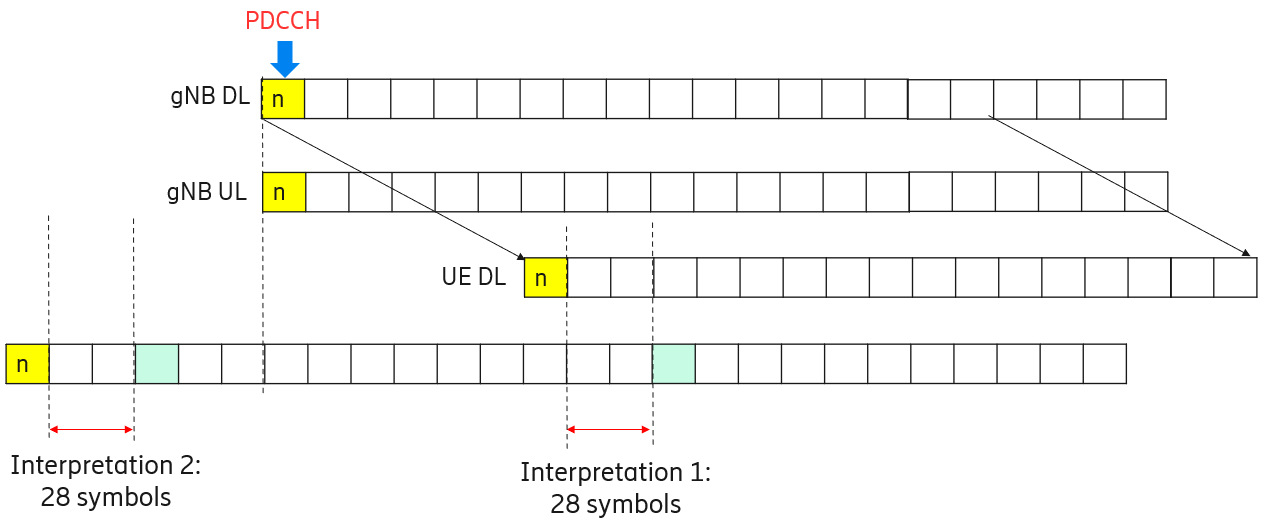 PDCCH
gNB DL n
gNB UL n
UE DL n
n
Interpretation 2:
28 symbols
Interpretation 1:
28 symbols